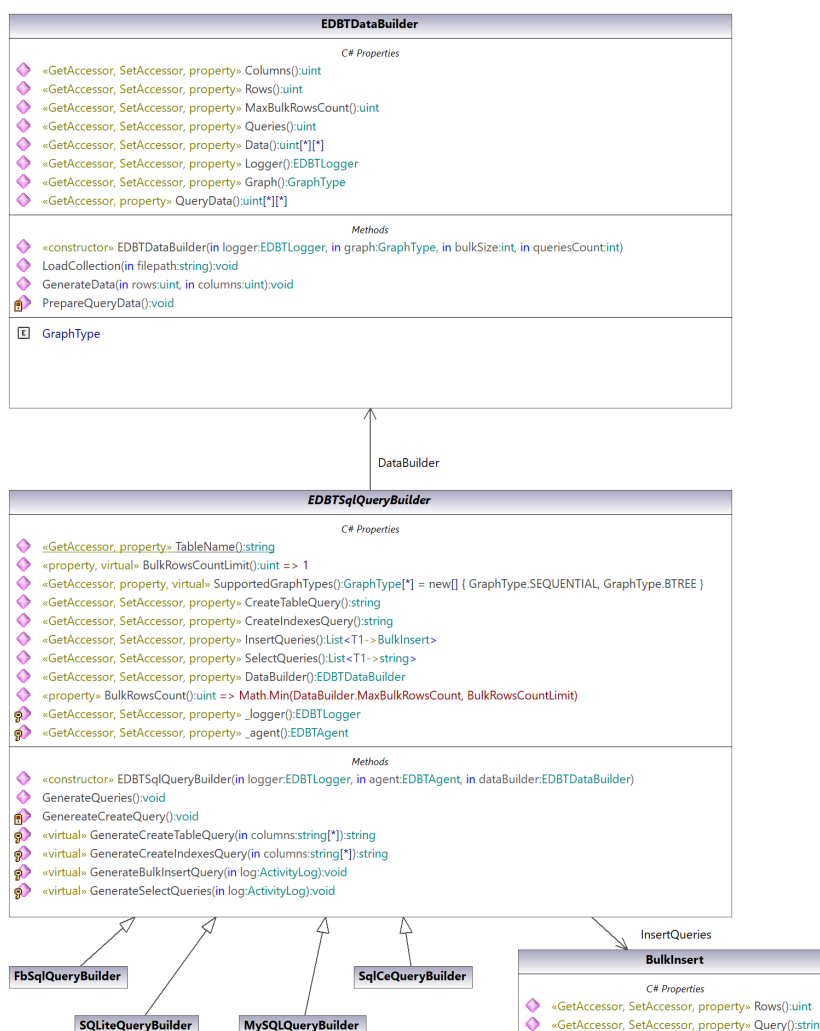 EDBTDataBuilder
C# Properties
«GetAccessor, SetAccessor, property» Columns():uint
«GetAccessor, SetAccessor, property» Rows():uint
«GetAccessor, SetAccessor, property» MaxBulkRowsCount():uint
«GetAccessor, SetAccessor, property» Queries():uint
«GetAccessor, SetAccessor, property» Data():uint[*][*]
«GetAccessor, SetAccessor, property» Logger():EDBTLogger
«GetAccessor, SetAccessor, property» Graph():GraphType
«GetAccessor, property» QueryData():uint[*][*]
Methods
«constructor» EDBTDataBuilder(in logger:EDBTLogger, in graph:GraphType, in bulkSize:int, in queriesCount:int)
LoadCollection(in filepath:string):void
GenerateData(in rows:uint, in columns:uint):void
PrepareQueryData():void
E GraphType
DataBuilder
EDBTSqlQueryBuilder
C# Properties
«GetAccessor, property» TableName():string
«property, virtual» BulkRowsCountLimit():uint => 1
«GetAccessor, property, virtual» SupportedGraphTypes():GraphType[*] = new[] { GraphType.SEQUENTIAL, GraphType.BTREE }
«GetAccessor, SetAccessor, property» CreateTableQuery():string
«GetAccessor, SetAccessor, property» CreateIndexesQuery():string
«GetAccessor, SetAccessor, property» InsertQueries():List<T1->BulkInsert>
«GetAccessor, SetAccessor, property» SelectQueries():List<T1->string>
«GetAccessor, SetAccessor, property» DataBuilder():EDBTDataBuilder
«property» BulkRowsCount():uint => Math.Min(DataBuilder.MaxBulkRowsCount, BulkRowsCountLimit)
«GetAccessor, SetAccessor, property» _logger():EDBTLogger
«GetAccessor, SetAccessor, property» _agent():EDBTAgent
Methods
«constructor» EDBTSqlQueryBuilder(in logger:EDBTLogger, in agent:EDBTAgent, in dataBuilder:EDBTDataBuilder)
GenerateQueries():void
GenereateCreateQuery():void
«virtual» GenerateCreateTableQuery(in columns:string[*]):string
«virtual» GenerateCreateIndexesQuery(in columns:string[*]):string
«virtual» GenerateBulkInsertQuery(in log:ActivityLog):void
«virtual» GenerateSelectQueries(in log:ActivityLog):void
InsertQueries
FbSqlQueryBuilder
SqlCeQueryBuilder
SQLiteQueryBuilder
MySQLQueryBuilder
BulkInsert
C# Properties
«GetAccessor, SetAccessor, property» Rows():uint
«GetAccessor, SetAccessor, property» Query():strin